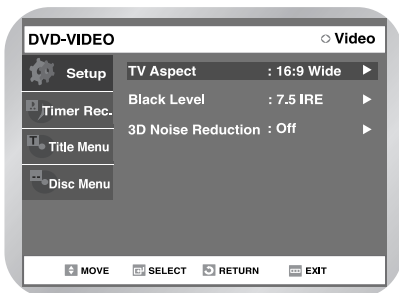 DVD-VIDEO Video
Setup TV Aspect : 16:9 Wide
Timer Rec. Black Level : 7.5 IRE
3D Noise Reduction : Off
Title Menu
Disc Menu
MOVE SELECT RETURN EXIT